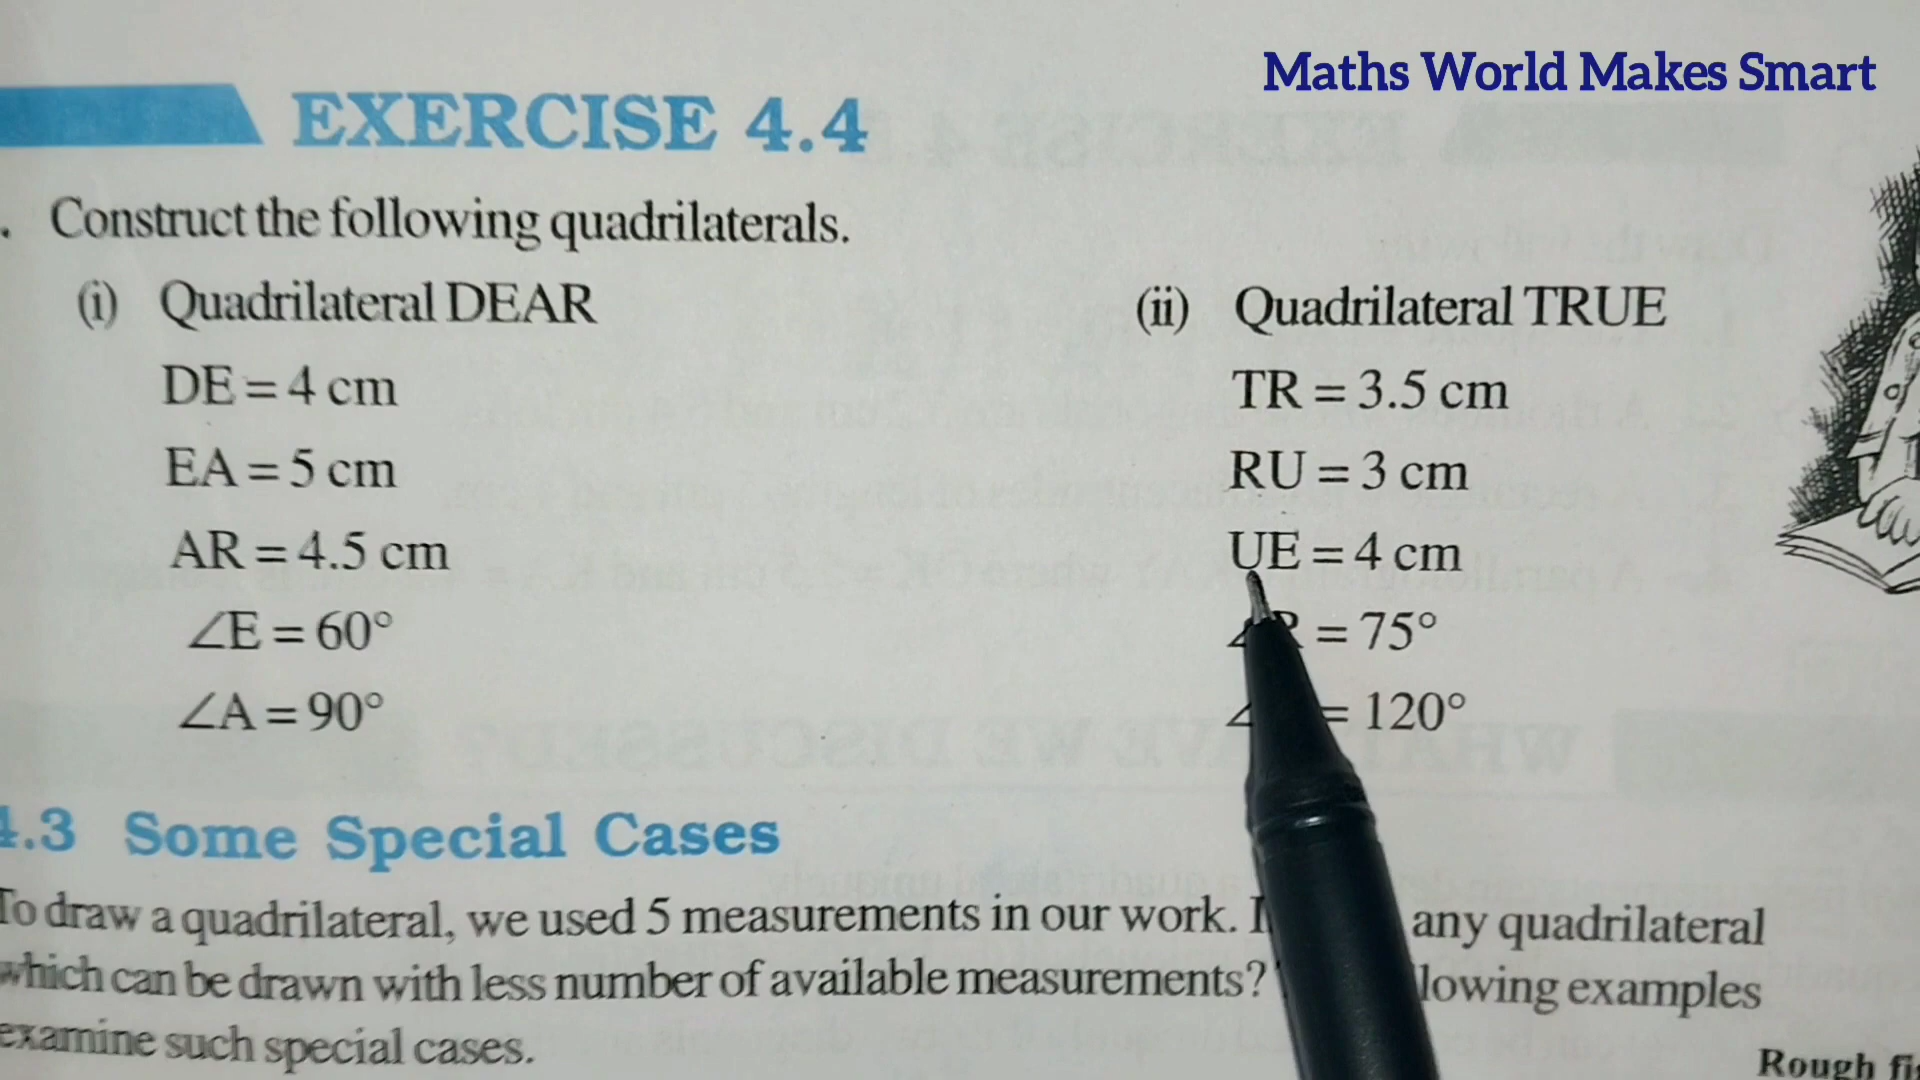 Maths World Makes Smart
EXERCISE 4.4
. Construct the following quadrilaterals.
(i) Quadrilateral DEAR
DE = 4 cm
EA = 5 cm
AR = 4.5 cm
∠E = 60°
∠A = 90°
(ii) Quadrilateral TRUE
TR = 3.5 cm
RU = 3 cm
UE = 4 cm
∠R = 75°
∠ = 120°
4.3 Some Special Cases
To draw a quadrilateral, we used 5 measurements in our work. any quadrilateral
which can be drawn with less number of available measurements? lowing examples
examine such special cases.
Rough